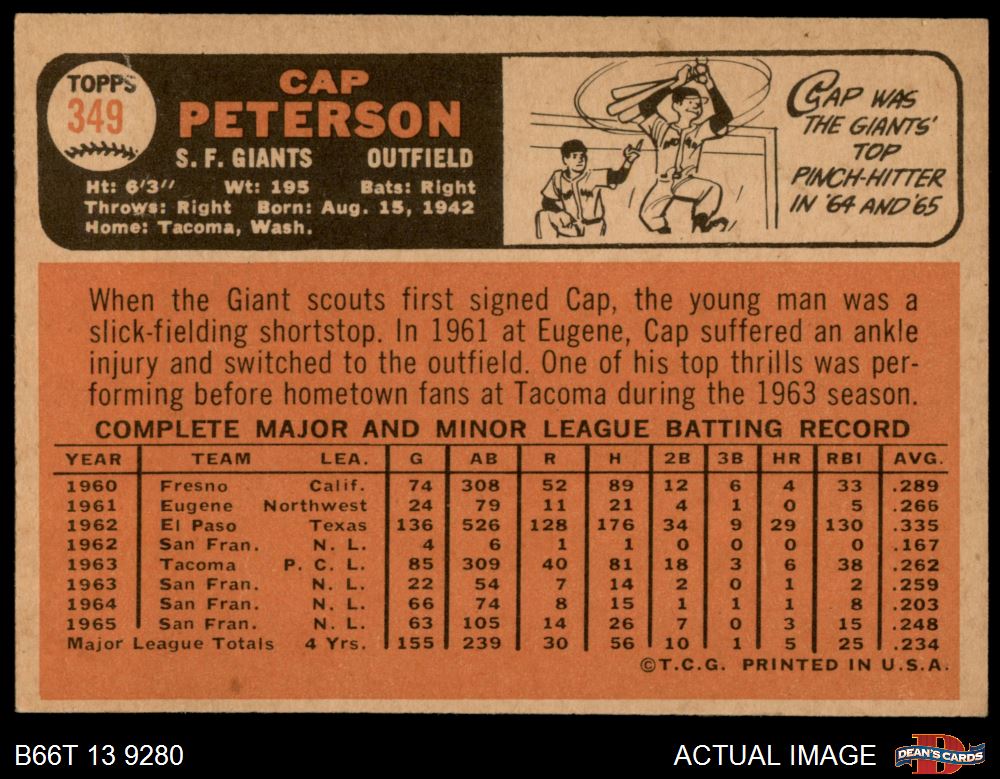 TOPPS
349
CAP
PETERSON
S. F. GIANTS OUTFIELD
Ht: 6'3" Wt: 195 Bats: Right
Throws: Right Born: Aug. 15, 1942
Home: Tacoma, Wash.
CAP WAS
THE GIANTS'
TOP
PINCH-HITTER
IN '64 AND '65
When the Giant scouts first signed Cap, the young man was a
slick-fielding shortstop. In 1961 at Eugene, Cap suffered an ankle
injury and switched to the outfield. One of his top thrills was per-
forming before hometown fans at Tacoma during the 1963 season.
COMPLETE MAJOR AND MINOR LEAGUE BATTING RECORD
YEAR TEAM LEA. G AB R H 2B 3B HR RBI AVG.
1960 Fresno Calif. 74 308 52 89 12 6 4 33 .289
1961 Eugene Northwest 24 79 11 21 4 1 0 5 .266
1962 El Paso Texas 136 526 128 176 34 9 29 130 .335
1962 San Fran. N. L. 4 6 1 1 0 0 0 0 .167
1963 Tacoma P. C. L. 85 309 40 81 18 3 6 38 .262
1963 San Fran. N. L. 22 54 7 14 2 0 1 2 .259
1964 San Fran. N. L. 66 74 8 15 1 1 1 8 .203
1965 San Fran. N. L. 63 105 14 26 7 0 3 15 .248
Major League Totals 4 Yrs. 155 239 30 56 10 1 5 25 .234
©T.C.G. PRINTED IN U.S.A.
B66T 13 9280 ACTUAL IMAGE
DEAN'S CARDS